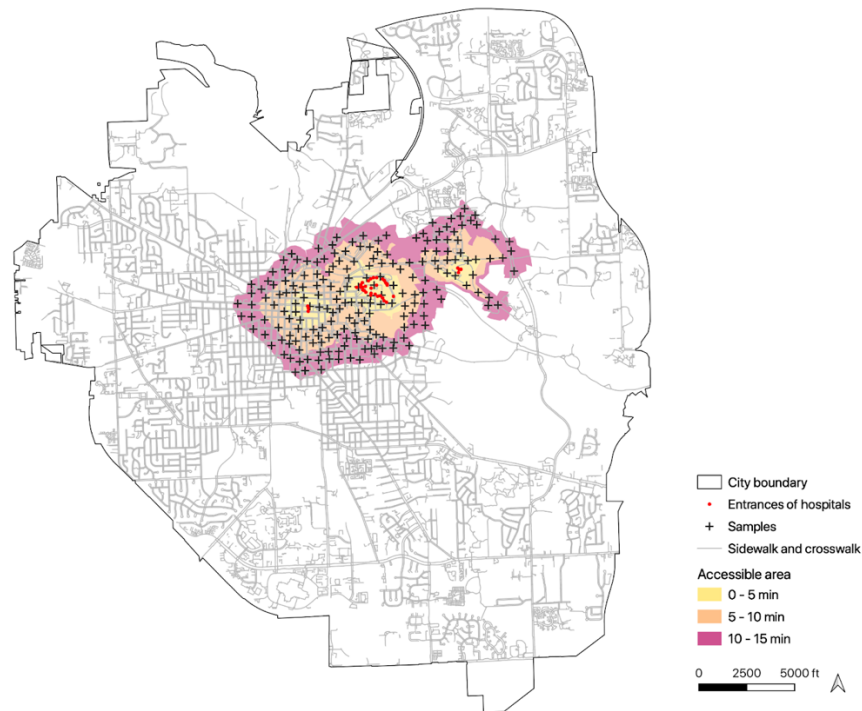 City boundary
Entrances of hospitals
Samples
Sidewalk and crosswalk
Accessible area
0 - 5 min
5 - 10 min
10 - 15 min
0 2500 5000 ft